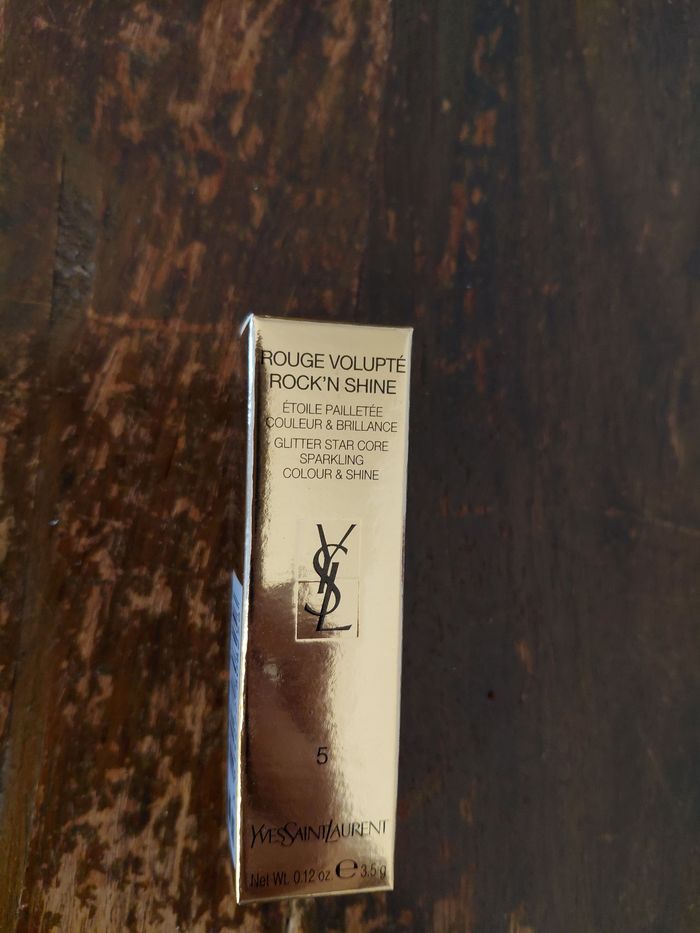 ROUGE VOLUPTÉ
ROCK'N SHINE
ÉTOILE PAILLETÉE
COULEUR & BRILLANCE
GLITTER STAR CORE
SPARKLING
COLOUR & SHINE
YSL
5
YVESSAINTLAURENT
Net Wt. 0.12 oz. ℮ 3.5 g